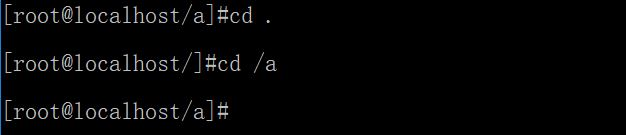 [root@localhost/a]#cd .
[root@localhost/]#cd /a
[root@localhost/a]#